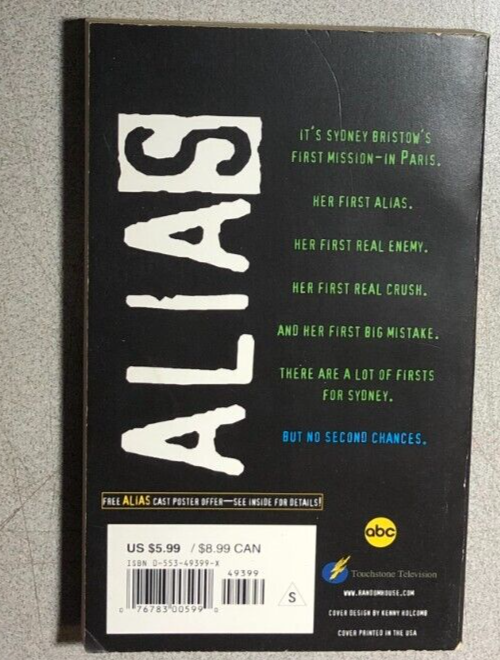 ALIAS
IT'S SYDNEY BRISTOW'S
FIRST MISSION—IN PARIS.
HER FIRST ALIAS.
HER FIRST REAL ENEMY.
HER FIRST REAL CRUSH.
AND HER FIRST BIG MISTAKE.
THERE ARE A LOT OF FIRSTS
FOR SYDNEY.
BUT NO SECOND CHANCES.
FREE ALIAS CAST POSTER OFFER—SEE INSIDE FOR DETAILS!
abc
US $5.99 / $8.99 CAN
ISBN 0-553-49399-X
49399
0 76783 00599 0
S
Touchstone Television
WWW.RANDOMHOUSE.COM
COVER DESIGN BY KENNY HOLCOMB
COVER PRINTED IN THE USA